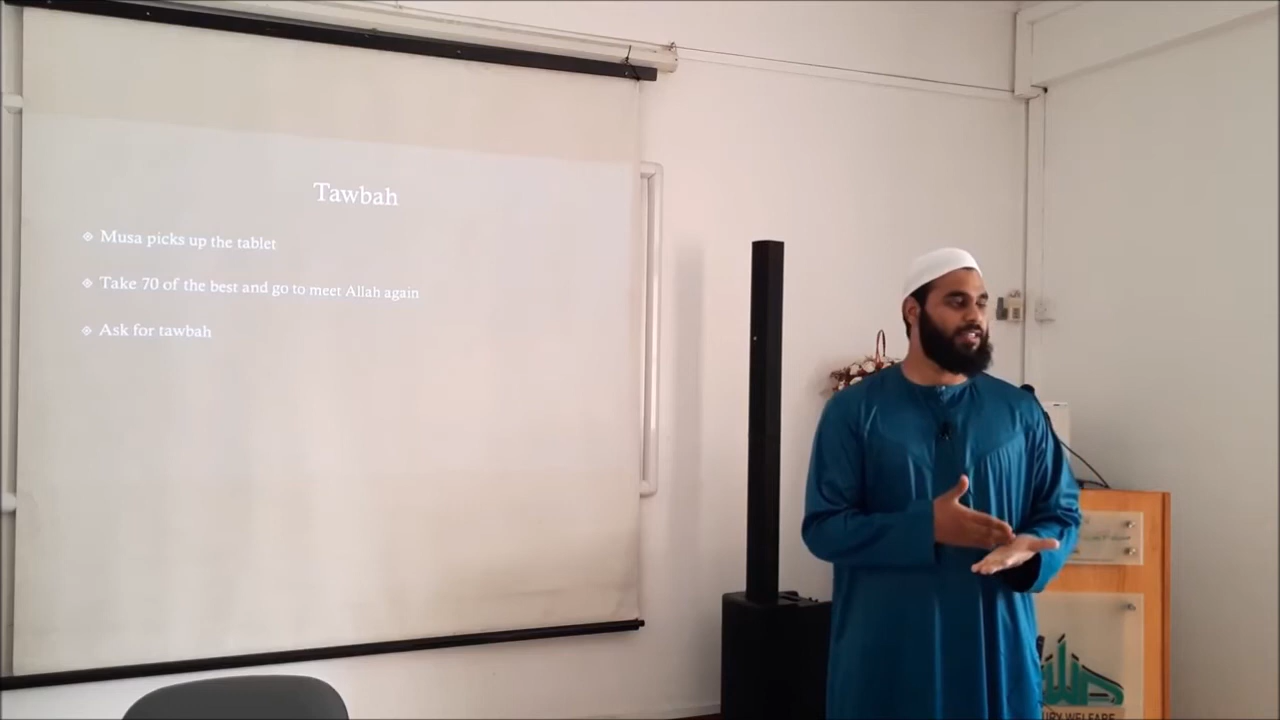 Tawbah
Musa picks up the tablet
Take 70 of the best and go to meet Allah again
Ask for tawbah
WELFARE